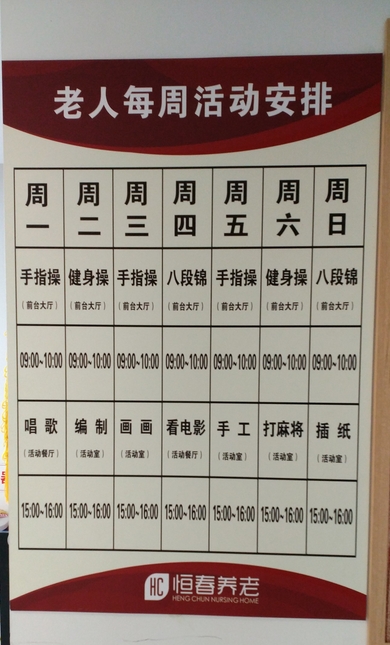 老人每周活动安排
周一 周二 周三 周四 周五 周六 周日
手指操 健身操 手指操 八段锦 手指操 健身操 八段锦
（前台大厅） （前台大厅） （前台大厅） （前台大厅） （前台大厅） （前台大厅） （前台大厅）
09:00~10:00 09:00~10:00 09:00~10:00 09:00~10:00 09:00~10:00 09:00~10:00 09:00~10:00
唱歌 编制 画画 看电影 手工 打麻将 插纸
（活动餐厅） （活动室） （活动室） （活动餐厅） （活动室） （活动室） （活动室）
15:00~16:00 15:00~16:00 15:00~16:00 15:00~16:00 15:00~16:00 15:00~16:00 15:00~16:00
HC 恒春养老
HENG CHUN NURSING HOME